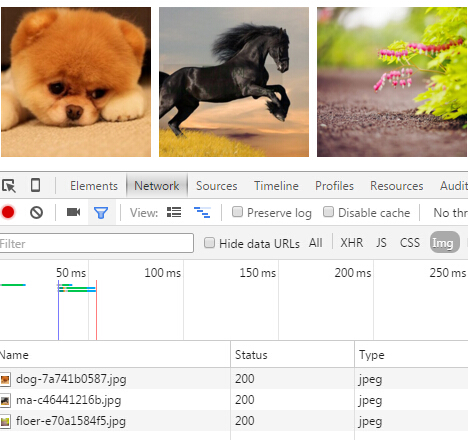 Elements Network Sources Timeline Profiles Resources Audit
View: Preserve log Disable cache No thr
Filter Hide data URLs All XHR JS CSS Img
50 ms 100 ms 150 ms 200 ms 250 ms
Name Status Type
dog-7a741b0587.jpg 200 jpeg
ma-c46441216b.jpg 200 jpeg
floer-e70a1584f5.jpg 200 jpeg